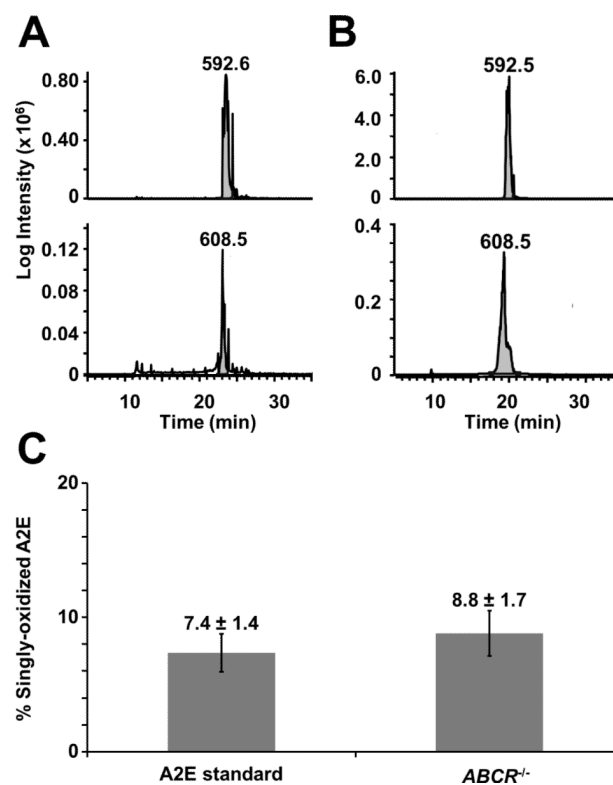 A
B
592.6
592.5
0.80
0.40
0
6.0
4.0
2.0
0
Log Intensity (x10⁶)
608.5
608.5
0.12
0.08
0.04
0
0.4
0.2
0
10 20 30
Time (min)
10 20 30
Time (min)
C
% Singly-oxidized A2E
20
10
0
7.4 ± 1.4
8.8 ± 1.7
A2E standard
ABCR⁻/⁻